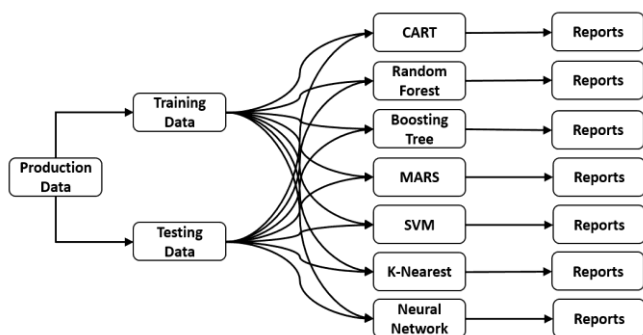 CART
Reports
Random
Forest
Reports
Training
Data
Boosting
Tree
Reports
Production
Data
MARS
Reports
Testing
Data
SVM
Reports
K-Nearest
Reports
Neural
Network
Reports